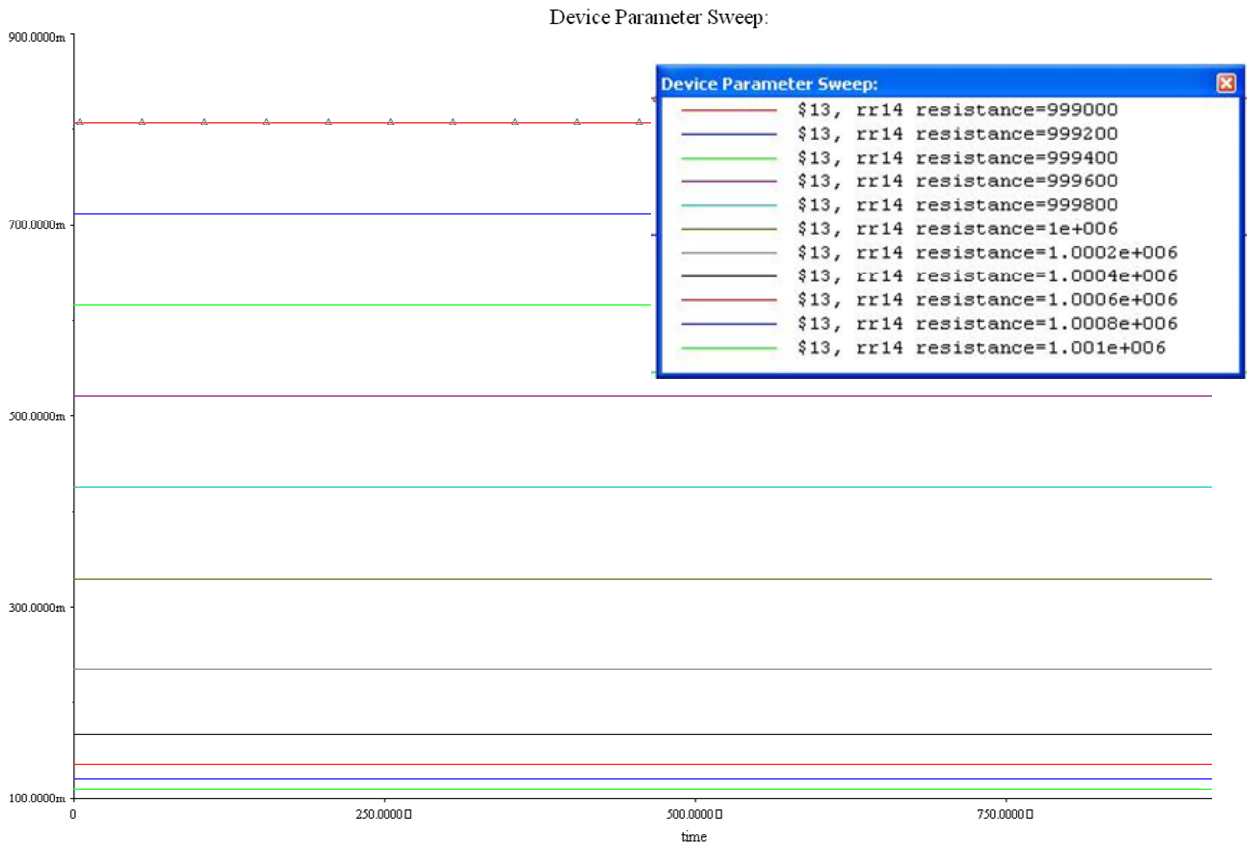 Device Parameter Sweep:
900.0000m
Device Parameter Sweep:
$13, rr14 resistance=999000
$13, rr14 resistance=999200
$13, rr14 resistance=999400
$13, rr14 resistance=999600
$13, rr14 resistance=999800
$13, rr14 resistance=1e+006
$13, rr14 resistance=1.0002e+006
$13, rr14 resistance=1.0004e+006
$13, rr14 resistance=1.0006e+006
$13, rr14 resistance=1.0008e+006
$13, rr14 resistance=1.001e+006
700.0000m
500.0000m
300.0000m
100.0000m
0 250.0000▯ 500.0000▯ 750.0000▯
time